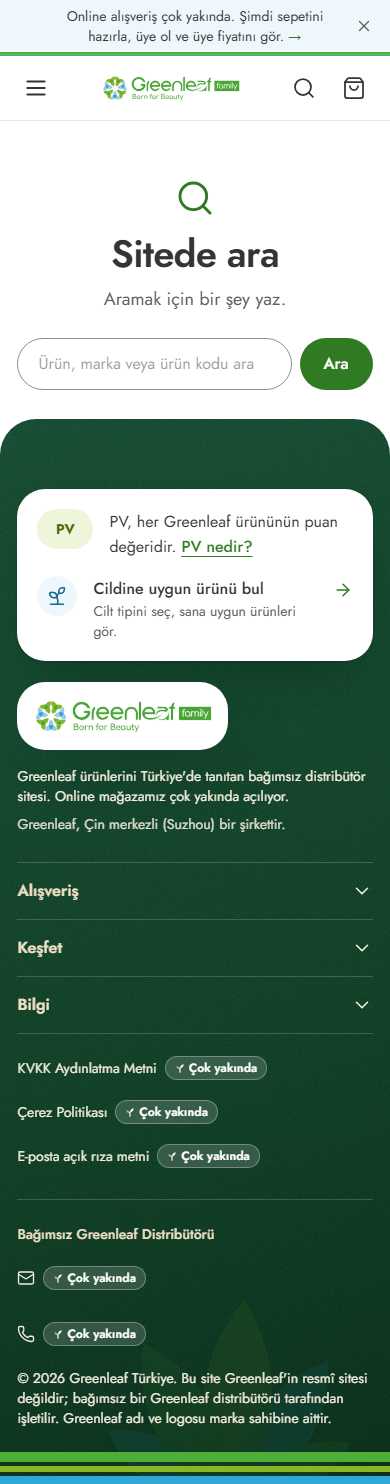 Online alışveriş çok yakında. Şimdi sepetini
hazırla, üye ol ve üye fiyatını gör. →
Greenleaf family
Born for Beauty
Sitede ara
Aramak için bir şey yaz.
Ürün, marka veya ürün kodu ara
Ara
PV
PV, her Greenleaf ürününün puan
değeridir. PV nedir?
Cildine uygun ürünü bul
Cilt tipini seç, sana uygun ürünleri
gör.
Greenleaf family
Born for Beauty
Greenleaf ürünlerini Türkiye'de tanıtan bağımsız distribütör
sitesi. Online mağazamız çok yakında açılıyor.
Greenleaf, Çin merkezli (Suzhou) bir şirkettir.
Alışveriş
Keşfet
Bilgi
KVKK Aydınlatma Metni Çok yakında
Çerez Politikası Çok yakında
E-posta açık rıza metni Çok yakında
Bağımsız Greenleaf Distribütörü
Çok yakında
Çok yakında
© 2026 Greenleaf Türkiye. Bu site Greenleaf'in resmî sitesi
değildir; bağımsız bir Greenleaf distribütörü tarafından
işletilir. Greenleaf adı ve logosu marka sahibine aittir.